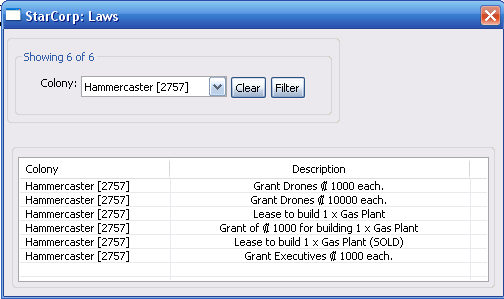 StarCorp: Laws
Showing 6 of 6
Colony: Hammercaster [2757] Clear Filter
Colony Description
Hammercaster [2757] Grant Drones ₡ 1000 each.
Hammercaster [2757] Grant Drones ₡ 10000 each.
Hammercaster [2757] Lease to build 1 x Gas Plant
Hammercaster [2757] Grant of ₡ 1000 for building 1 x Gas Plant
Hammercaster [2757] Lease to build 1 x Gas Plant (SOLD)
Hammercaster [2757] Grant Executives ₡ 1000 each.